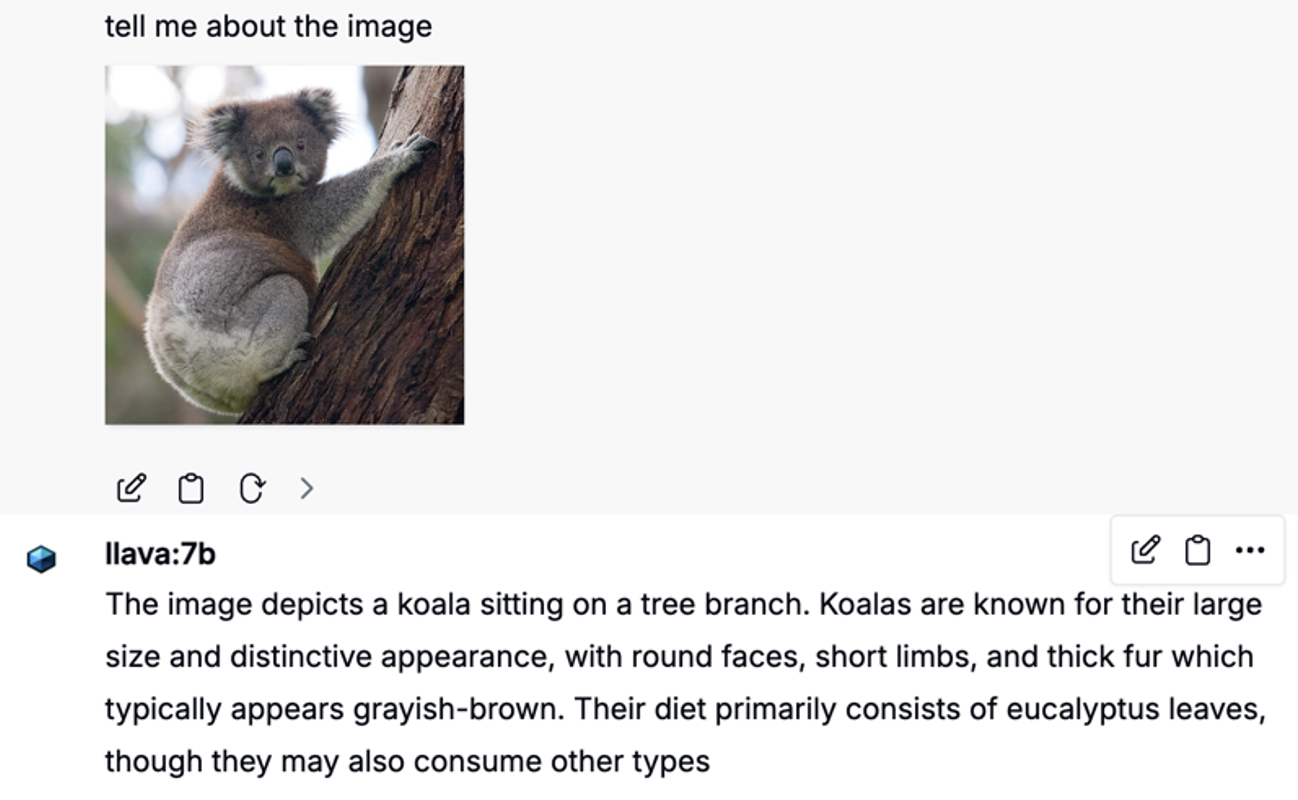 tell me about the image
llava:7b
The image depicts a koala sitting on a tree branch. Koalas are known for their large
size and distinctive appearance, with round faces, short limbs, and thick fur which
typically appears grayish-brown. Their diet primarily consists of eucalyptus leaves,
though they may also consume other types